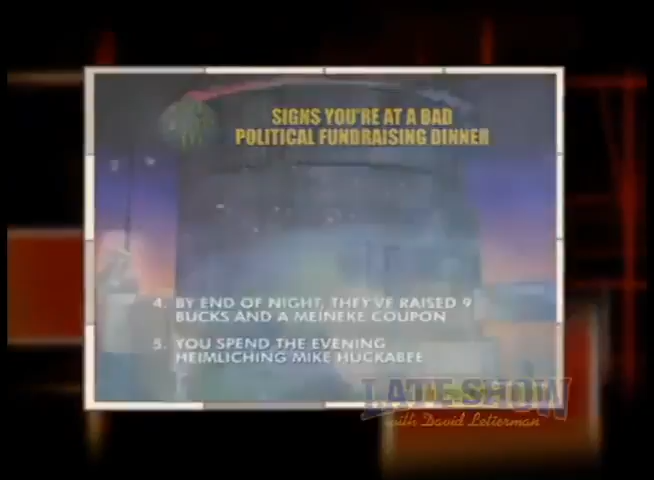 SIGNS YOU'RE AT A BAD
POLITICAL FUNDRAISING DINNER
4. BY END OF NIGHT, THEY'VE RAISED 9
BUCKS AND A MEINEKE COUPON
5. YOU SPEND THE EVENING
HEIMLICHING MIKE HUCKABEE
LATE SHOW
with David Letterman